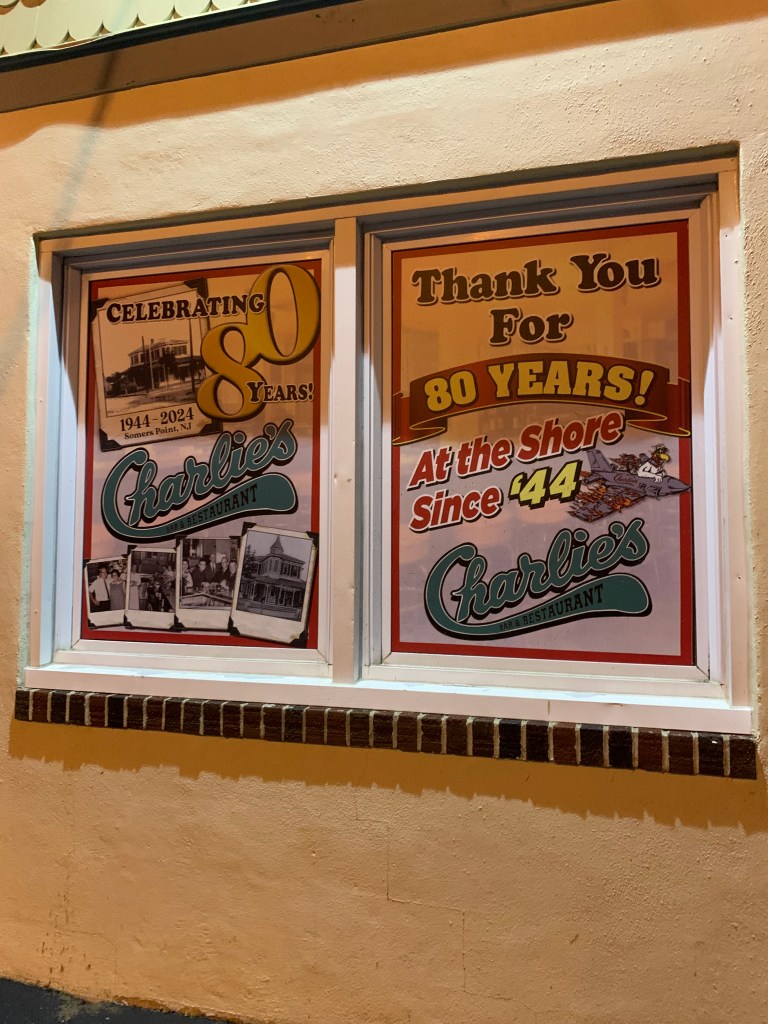 CELEBRATING
80
YEARS!
1944-2024
Somers Point, NJ
Charlie's
BAR & RESTAURANT
Thank You
For
80 YEARS!
At the Shore
Since '44
Charlie's
BAR & RESTAURANT